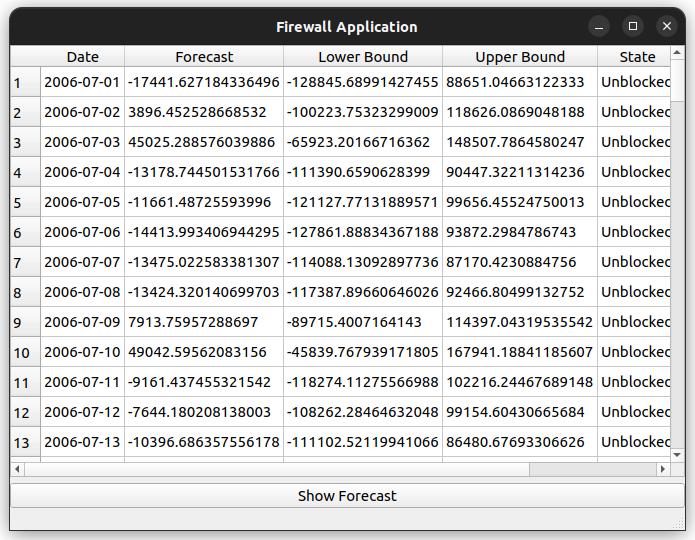 Firewall Application
Date Forecast Lower Bound Upper Bound State
1 2006-07-01 -17441.627184336496 -128845.68991427455 88651.04663122333 Unblocked
2 2006-07-02 3896.452528668532 -100223.75323299009 118626.0869048188 Unblocked
3 2006-07-03 45025.288576039886 -65923.20166716362 148507.7864580247 Unblocked
4 2006-07-04 -13178.744501531766 -111390.6590628399 90447.32211314236 Unblocked
5 2006-07-05 -11661.48725593996 -121127.77131889571 99656.45524750013 Unblocked
6 2006-07-06 -14413.993406944295 -127861.88834367188 93872.2984786743 Unblocked
7 2006-07-07 -13475.022583381307 -114088.13092897736 87170.4230884756 Unblocked
8 2006-07-08 -13424.320140699703 -117387.89660646026 92466.80499132752 Unblocked
9 2006-07-09 7913.75957288697 -89715.4007164143 114397.04319535542 Unblocked
10 2006-07-10 49042.59562083156 -45839.767939171805 167941.18841185607 Unblocked
11 2006-07-11 -9161.437455321542 -118274.11275566988 102216.24467689148 Unblocked
12 2006-07-12 -7644.180208138003 -108262.28464632048 99154.60430665684 Unblocked
13 2006-07-13 -10396.686357556178 -111102.52119941066 86480.67693306626 Unblocked
Show Forecast